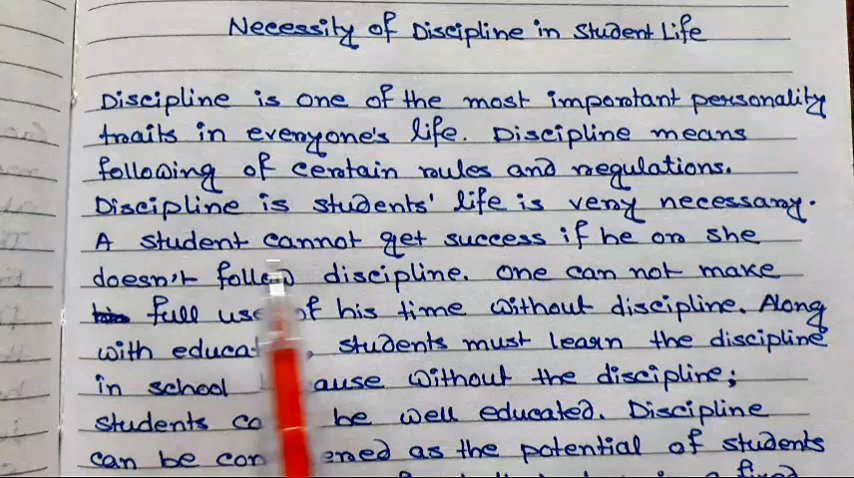 Necessity of Discipline in Student Life
Discipline is one of the most important personality
traits in everyone's life. Discipline means
following of certain rules and regulations.
Discipline is students' life is very necessary.
A student cannot get success if he or she
doesn't follow discipline. One can not make
full use of his time without discipline. Along
with educat students must learn the discipline
in school ause without the discipline;
students ca be well educated. Discipline
can be con ered as the potential of students
a fixed